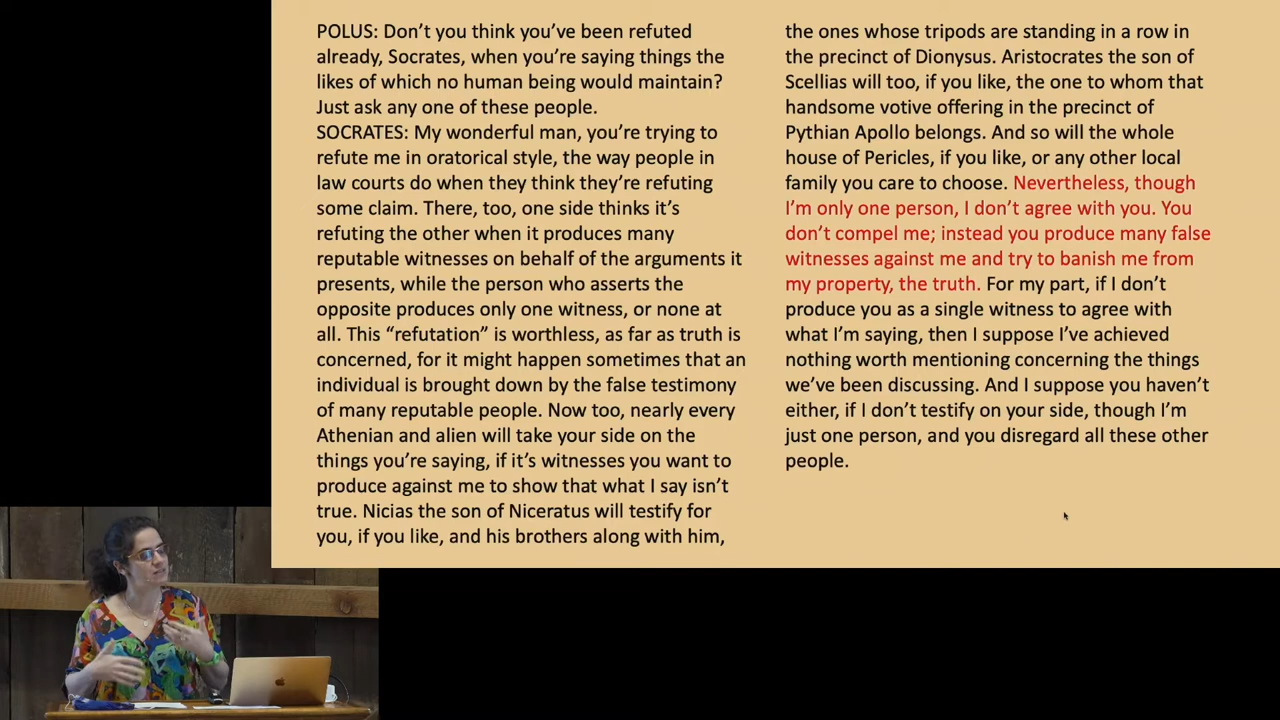 POLUS: Don't you think you've been refuted
already, Socrates, when you're saying things the
likes of which no human being would maintain?
Just ask any one of these people.
SOCRATES: My wonderful man, you're trying to
refute me in oratorical style, the way people in
law courts do when they think they're refuting
some claim. There, too, one side thinks it's
refuting the other when it produces many
reputable witnesses on behalf of the arguments it
presents, while the person who asserts the
opposite produces only one witness, or none at
all. This “refutation” is worthless, as far as truth is
concerned, for it might happen sometimes that an
individual is brought down by the false testimony
of many reputable people. Now too, nearly every
Athenian and alien will take your side on the
things you're saying, if it's witnesses you want to
produce against me to show that what I say isn't
true. Nicias the son of Niceratus will testify for
you, if you like, and his brothers along with him,
the ones whose tripods are standing in a row in
the precinct of Dionysus. Aristocrates the son of
Scellias will too, if you like, the one to whom that
handsome votive offering in the precinct of
Pythian Apollo belongs. And so will the whole
house of Pericles, if you like, or any other local
family you care to choose. Nevertheless, though
I'm only one person, I don't agree with you. You
don't compel me; instead you produce many false
witnesses against me and try to banish me from
my property, the truth. For my part, if I don't
produce you as a single witness to agree with
what I'm saying, then I suppose I've achieved
nothing worth mentioning concerning the things
we've been discussing. And I suppose you haven't
either, if I don't testify on your side, though I'm
just one person, and you disregard all these other
people.